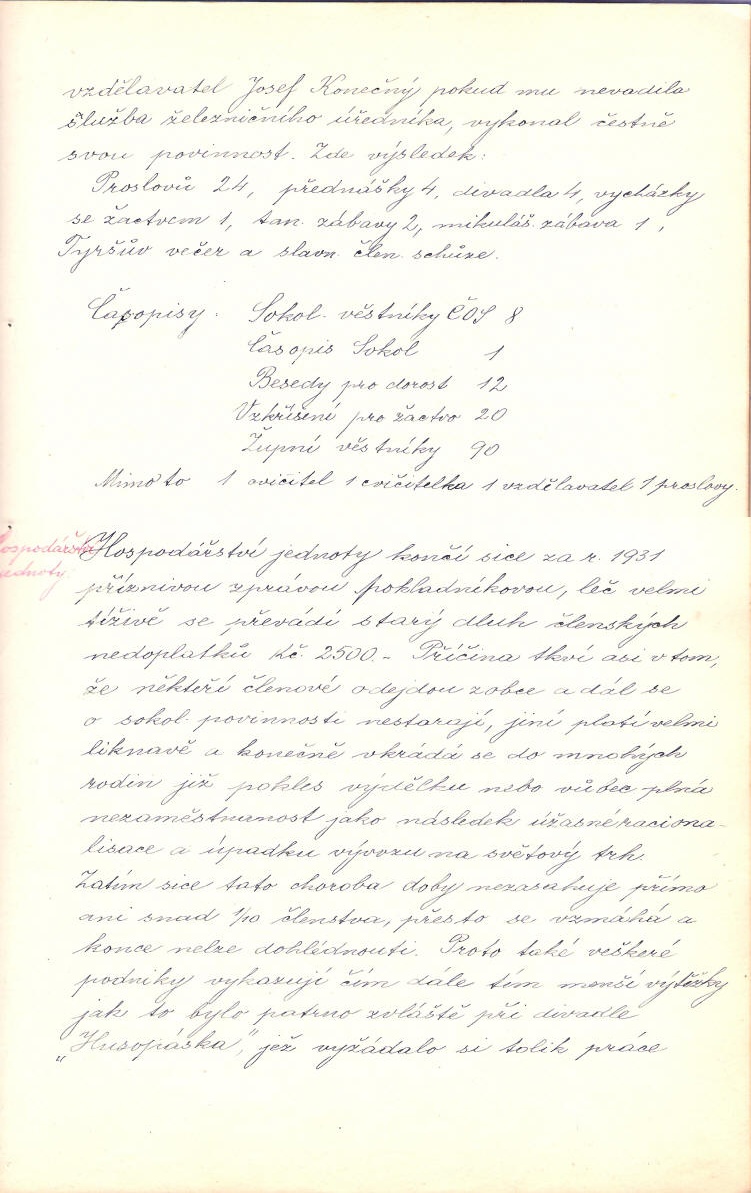 vzdělavatel Josef Konečný pokud mu nevadila
služba železničního úředníka, vykonal čestně
svou povinnost. Zde výsledek:
Proslovů 24, přednášky 4, divadla 4, vycházky
se žactvem 1, tan. zábavy 2, mikuláš. zábava 1,
Tyršův večer a slavn. člen. schůze.
Časopisy: Sokol. věstníky ČOS 8
Časopis Sokol 1
Besedy pro dorost 12
Vzkříšení pro žactvo 20
Župní věstníky 90
Mimo to 1 cvičitel 1 cvičitelka 1 vzdělavatel 1 proslovy.
Hospodářství jednoty končí sice za r. 1931
příznivou zprávou pokladníkovou, leč velmi
tíživě se převádí starý dluh členských
nedoplatků Kč. 2500.- Příčina tkví asi v tom,
že někteří členové odejdou z obce a dál se
o sokol. povinnosti nestarají, jiní platí velmi
liknavě a konečně vkrádá se do mnohých
rodin již pokles výdělku nebo vůbec plná
nezaměstnanost jako následek úžasné raciona-
lisace a úpadku vývozu na světový trh.
Zatím sice tato choroba doby nezasahuje přímo
ani snad 1/10 členstva, přesto se vzmáhá a
konce nelze dohlédnouti. Proto také veškeré
podniky vykazují čím dále tím menší výtěžky
jak to bylo patrno zvláště při divadle
„Husopaska", jež vyžádalo si tolik práce